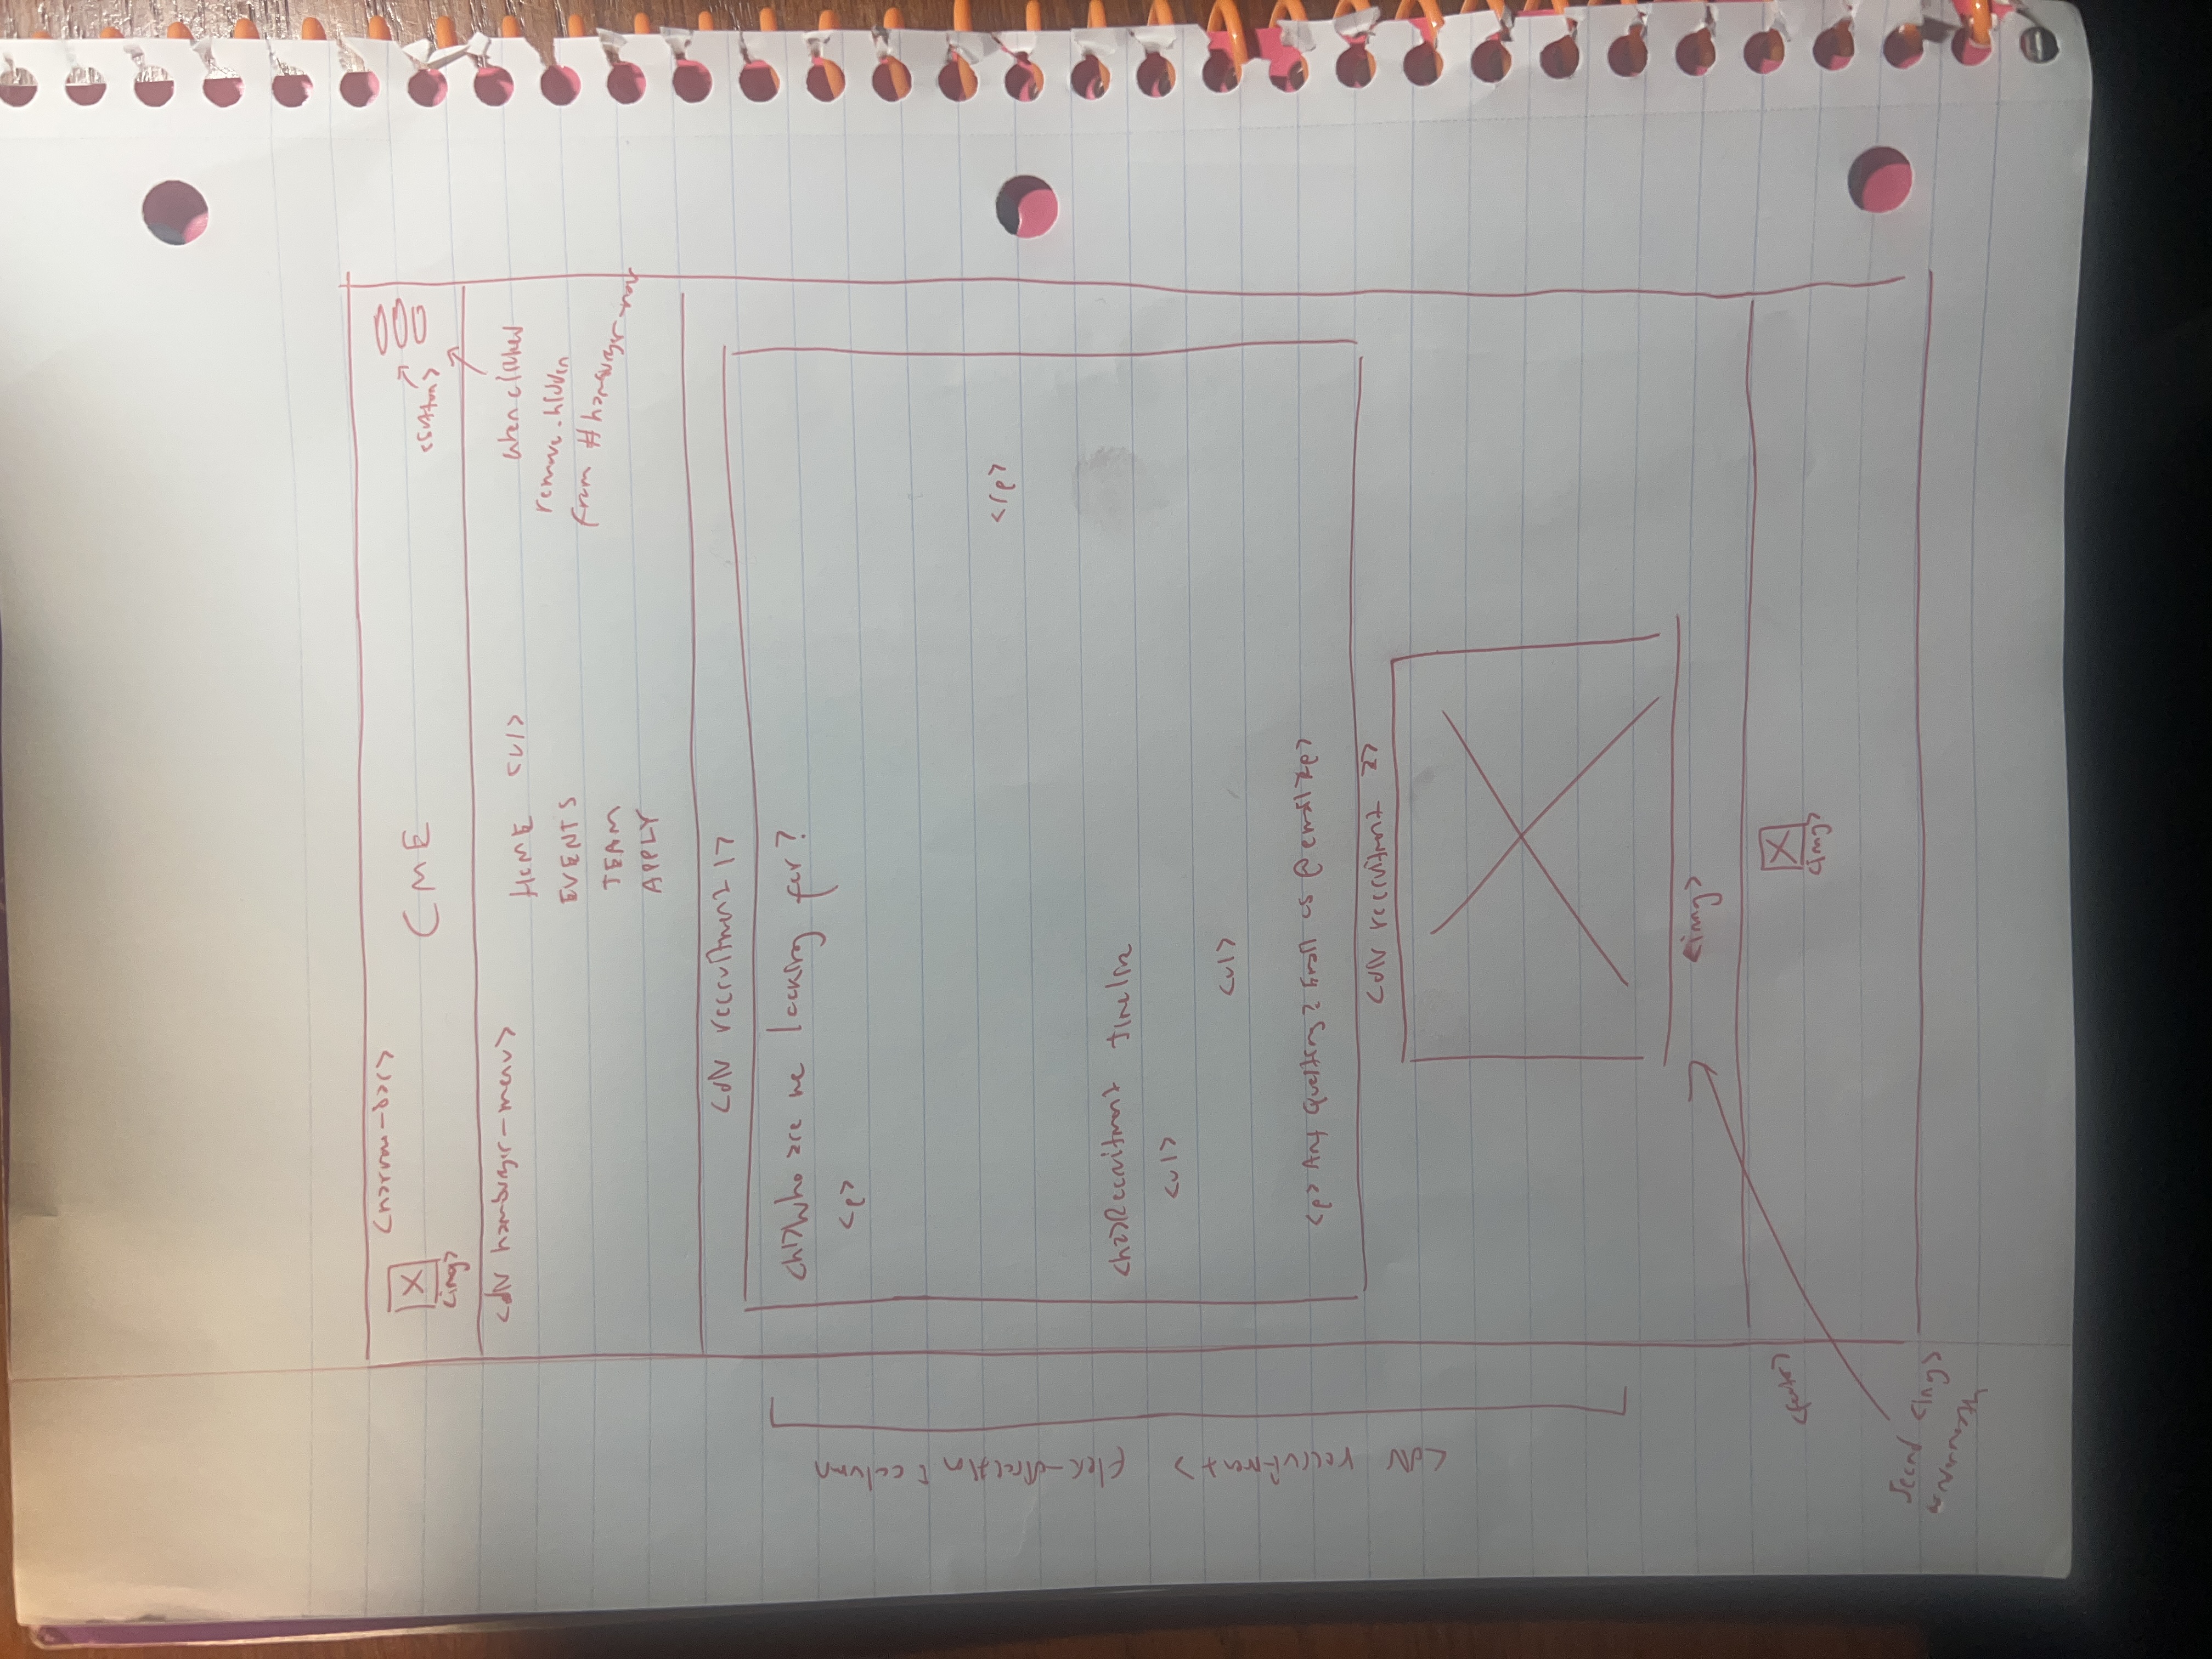 <narrow-bar>
<img>
CME
<button>
<div hamburger-menu>
HOME <ul>
EVENTS
TEAM
APPLY
when clicked
remove .hidden
from #hamburger-nav
<div recruitment 1>
<h1>Who are we looking for?
<p>
</p>
<h2>Recruitment timeline
<ul>
<ul>
<p> Any Questions? Email us @email</p>
<div recruitment> flex-direction: column
<div recruitment 2>
<img>
<footer>
<img>
Second <img>
underneath